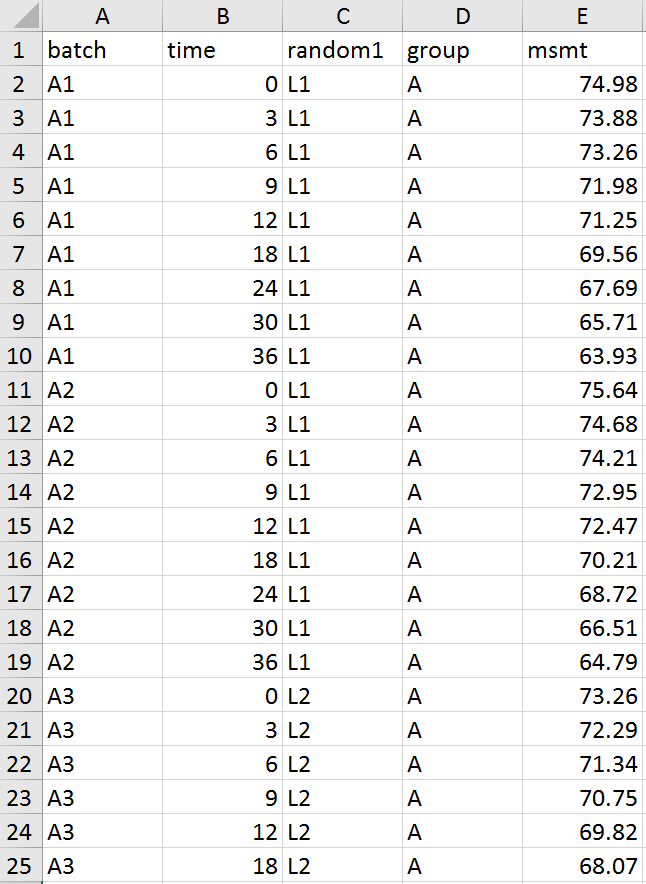 A B C D E
1 batch time random1 group msmt
2 A1 0 L1 A 74.98
3 A1 3 L1 A 73.88
4 A1 6 L1 A 73.26
5 A1 9 L1 A 71.98
6 A1 12 L1 A 71.25
7 A1 18 L1 A 69.56
8 A1 24 L1 A 67.69
9 A1 30 L1 A 65.71
10 A1 36 L1 A 63.93
11 A2 0 L1 A 75.64
12 A2 3 L1 A 74.68
13 A2 6 L1 A 74.21
14 A2 9 L1 A 72.95
15 A2 12 L1 A 72.47
16 A2 18 L1 A 70.21
17 A2 24 L1 A 68.72
18 A2 30 L1 A 66.51
19 A2 36 L1 A 64.79
20 A3 0 L2 A 73.26
21 A3 3 L2 A 72.29
22 A3 6 L2 A 71.34
23 A3 9 L2 A 70.75
24 A3 12 L2 A 69.82
25 A3 18 L2 A 68.07